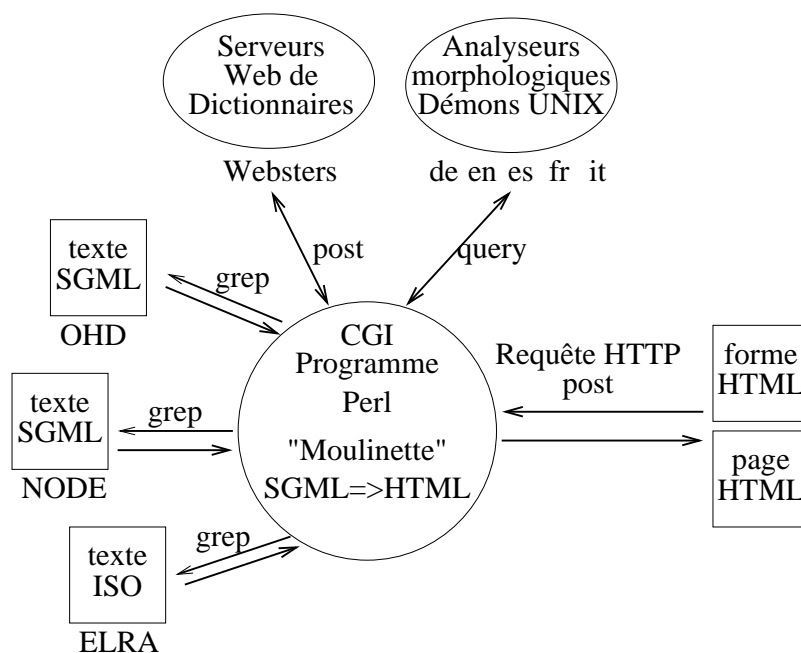 Serveurs
Web de
Dictionnaires
Analyseurs
morphologiques
Démons UNIX
Websters
de en es fr it
post
query
texte
SGML
OHD
grep
CGI
Programme
Perl
"Moulinette"
SGML=>HTML
Requête HTTP
post
forme
HTML
texte
SGML
NODE
grep
page
HTML
texte
ISO
ELRA
grep